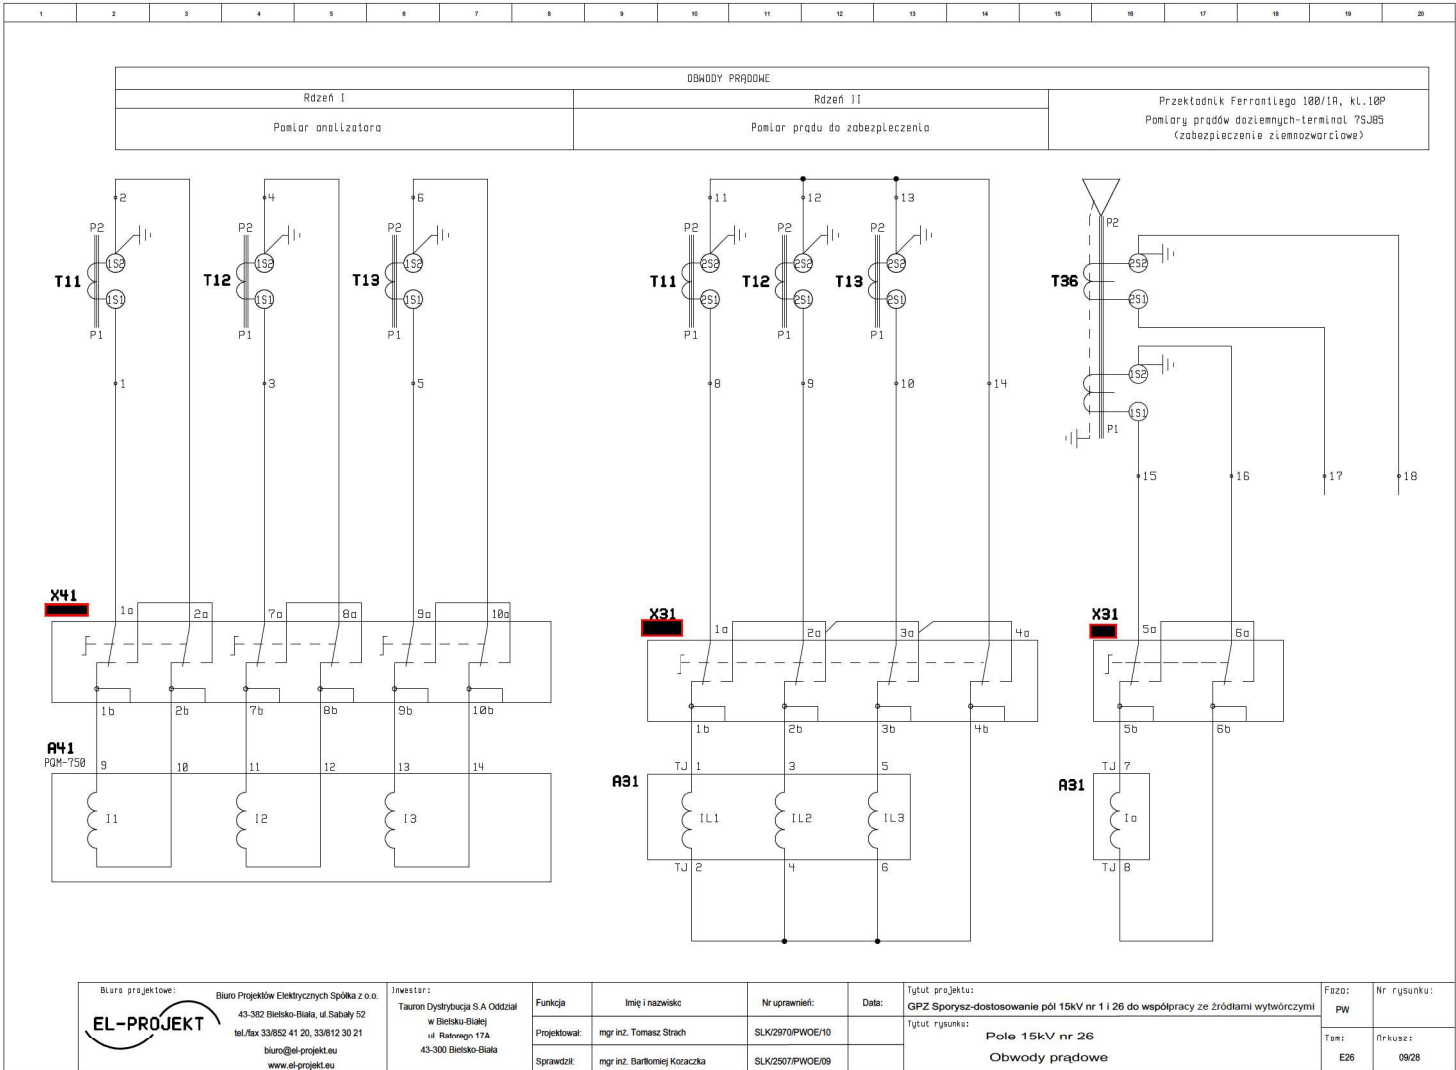 1 2 3 4 5 6 7 8 9 10 11 12 13 14 15 16 17 18 19 20
OBWODY PRĄDOWE
Rdzeń I
Rdzeń II
Przekładnik Ferrantiego 100/1A, kl.10P
Pomiary prądów doziemnych-terminal 7SJ85
(zabezpieczenie ziemnozwarciowe)
Pomiar analizatora
Pomiar prądu do zabezpieczenia
2 4 6 11 12 13
P2 P2 P2 P2 P2 P2 P2
1S2 1S2 1S2 2S2 2S2 2S2 2S2
T11 T12 T13 T11 T12 T13 T36
1S1 1S1 1S1 2S1 2S1 2S1 2S1
P1 P1 P1 P1 P1 P1
1S2
1 3 5 8 9 10 14
1S1
P1
15 16 17 18
X41
1a 2a 7a 8a 9a 10a
X31
1a 2a 3a 4a
X31
5a 6a
1b 2b 7b 8b 9b 10b
1b 2b 3b 4b
5b 6b
A41
PQM-750
9 10 11 12 13 14
A31
TJ 1 3 5
A31
TJ 7
I1 I2 I3
IL1 IL2 IL3
Io
TJ 2 4 6
TJ 8
Biuro projektowe:
EL-PROJEKT
Biuro Projektów Elektrycznych Spółka z o.o.
43-382 Bielsko-Biała, ul.Sabały 52
tel./fax 33/852 41 20, 33/812 30 21
biuro@el-projekt.eu
www.el-projekt.eu
Inwestor:
Tauron Dystrybucja S.A Oddział
w Bielsku-Białej
ul. Batorego 17A
43-300 Bielsko-Biała
Funkcja Imię i nazwisko Nr uprawnień: Data:
Projektował: mgr inż. Tomasz Strach SLK/2970/PWOE/10
Sprawdził: mgr inż. Bartłomiej Kozaczka SLK/2507/PWOE/09
Tytuł projektu:
GPZ Sporysz-dostosowanie pól 15kV nr 1 i 26 do współpracy ze źródłami wytwórczymi
Tytuł rysunku:
Pole 15kV nr 26
Obwody prądowe
Faza:
PW
Nr rysunku:
Tom:
E26
Arkusz:
09/28